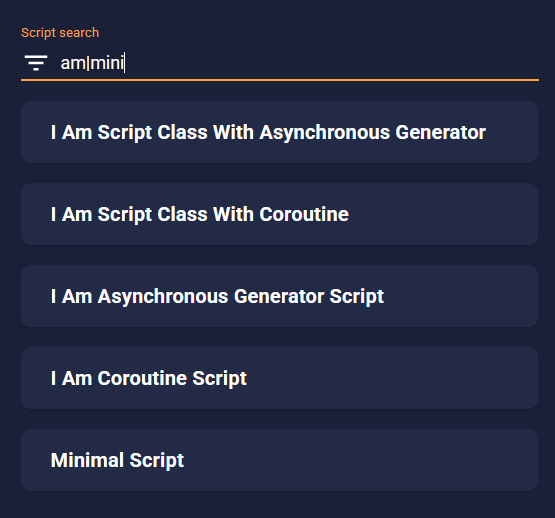 Script search
am|mini
I Am Script Class With Asynchronous Generator
I Am Script Class With Coroutine
I Am Asynchronous Generator Script
I Am Coroutine Script
Minimal Script